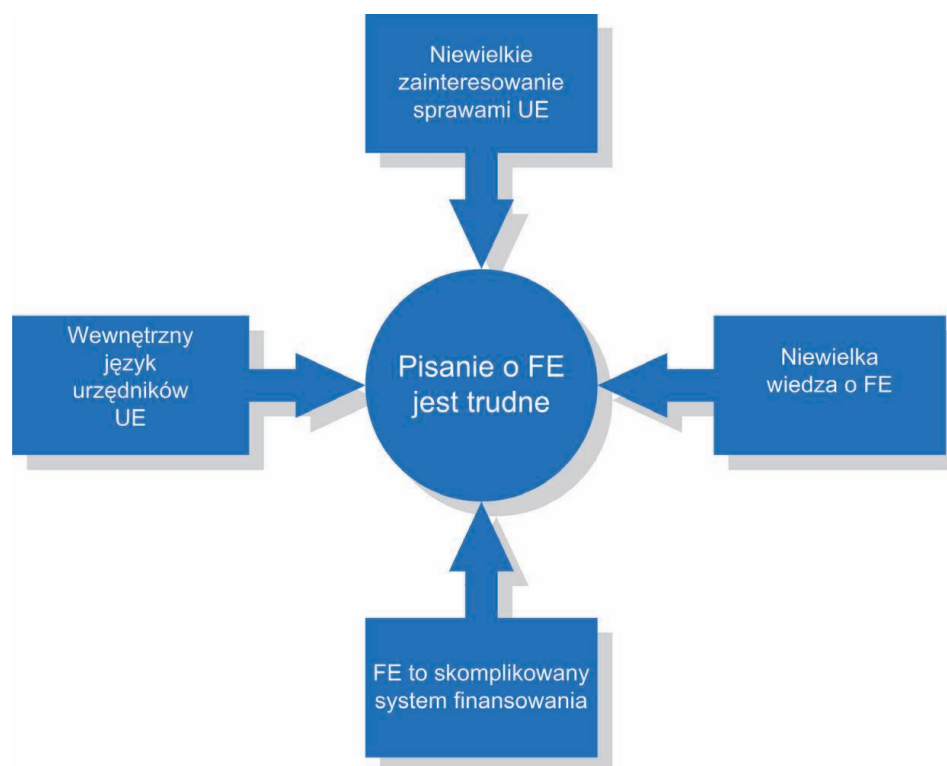 Niewielkie
zainteresowanie
sprawami UE
Wewnętrzny
język
urzędników
UE
Pisanie o FE
jest trudne
Niewielka
wiedza o FE
FE to skomplikowany
system finansowania